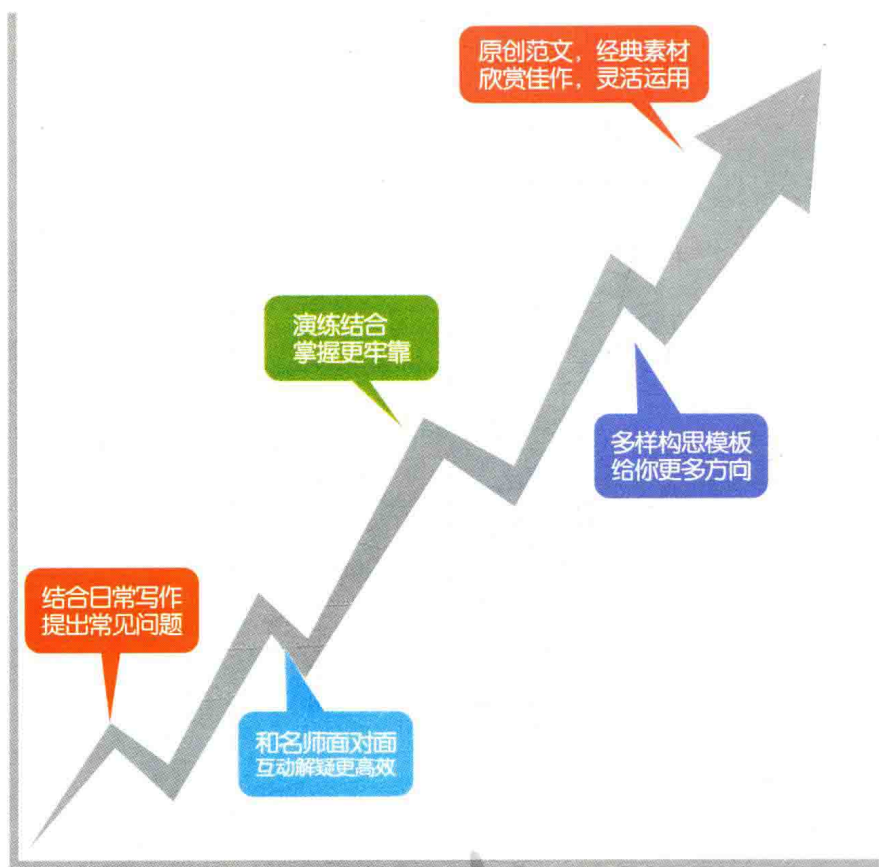 原创范文，经典素材
欣赏佳作，灵活运用
演练结合
掌握更牢靠
多样构思模板
给你更多方向
结合日常写作
提出常见问题
和名师面对面
互动解疑更高效